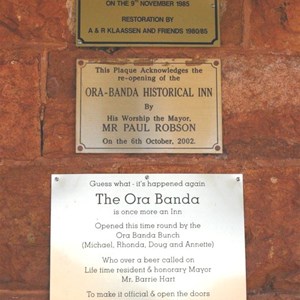 ON THE 9TH NOVEMBER 1985
RESTORATION BY
A & R KLAASSEN AND FRIENDS 1980/85
This Plaque Acknowledges the
re-opening of the
ORA-BANDA HISTORICAL INN
By
His Worship the Mayor,
MR PAUL ROBSON
On the 6th October, 2002.
Guess what - it's happened again
The Ora Banda
is once more an Inn
Opened this time round by the
Ora Banda Bunch
(Michael, Rhonda, Doug and Annette)
Who over a beer called on
Life time resident & honorary Mayor
Mr. Barrie Hart
To make it official & open the doors